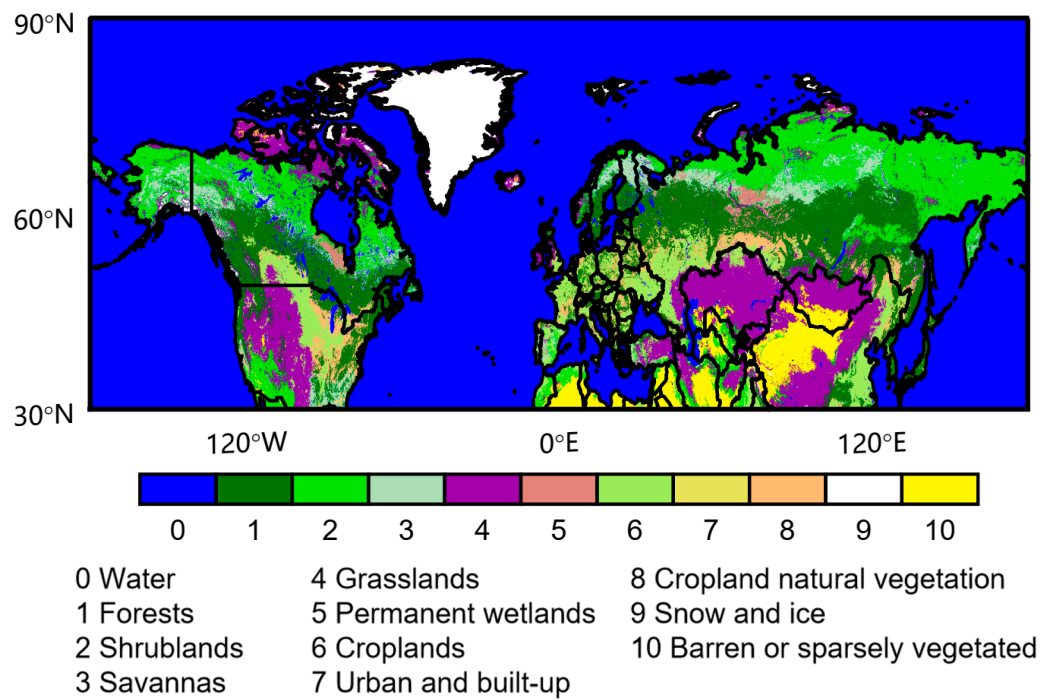 90°N
60°N
30°N
120°W 0°E 120°E
0 1 2 3 4 5 6 7 8 9 10
0 Water 4 Grasslands 8 Cropland natural vegetation
1 Forests 5 Permanent wetlands 9 Snow and ice
2 Shrublands 6 Croplands 10 Barren or sparsely vegetated
3 Savannas 7 Urban and built-up